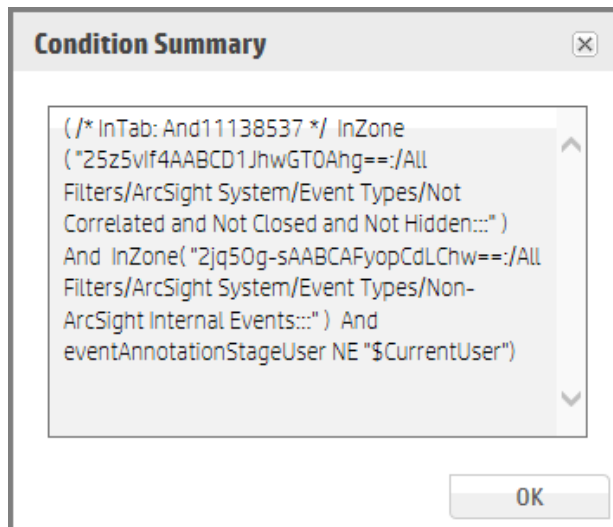 Condition Summary
( /* InTab: And11138537 */ InZone
( "25z5vIf4AABCD1JhwGT0Ahg==:/All
Filters/ArcSight System/Event Types/Not
Correlated and Not Closed and Not Hidden:::" )
And InZone( "2jq5Og-sAABCAFyopCdLChw==:/All
Filters/ArcSight System/Event Types/Non-
ArcSight Internal Events:::" ) And
eventAnnotationStageUser NE "$CurrentUser")
OK